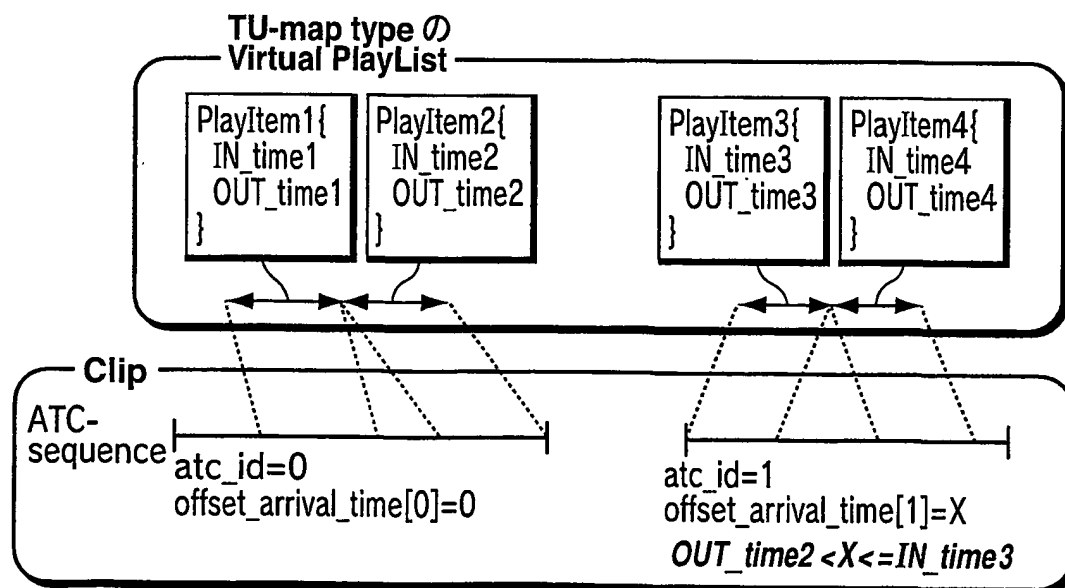 TU-map type の
Virtual PlayList
PlayItem1{
IN_time1
OUT_time1
}
PlayItem2{
IN_time2
OUT_time2
}
PlayItem3{
IN_time3
OUT_time3
}
PlayItem4{
IN_time4
OUT_time4
}
Clip
ATC-
sequence
atc_id=0
offset_arrival_time[0]=0
atc_id=1
offset_arrival_time[1]=X
OUT_time2<X<=IN_time3